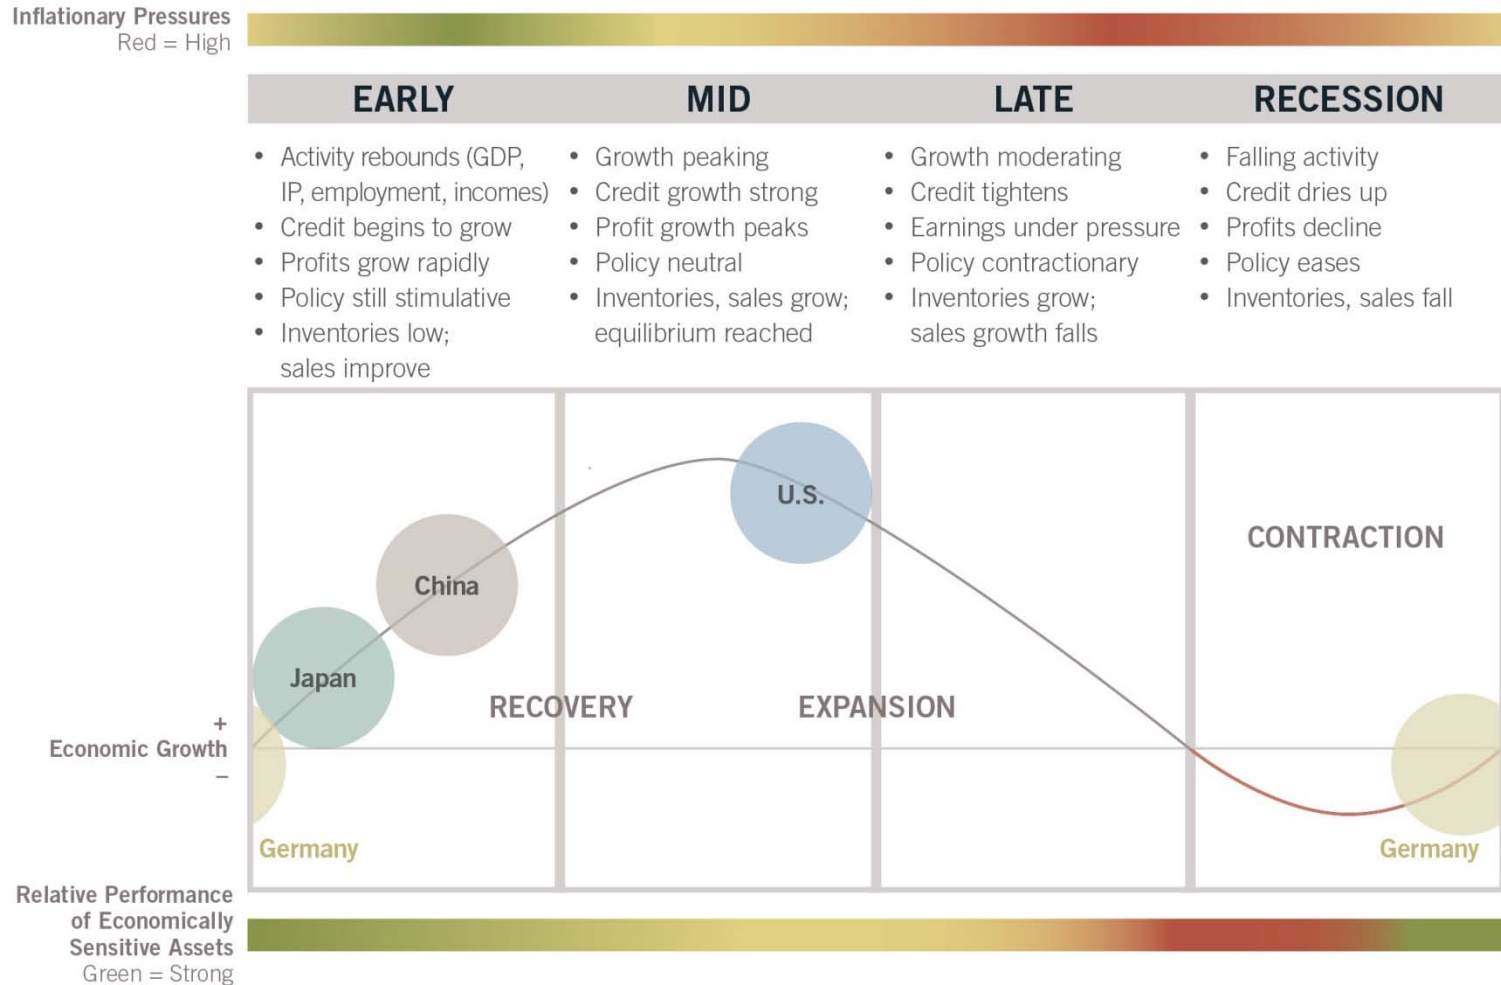 Inflationary Pressures
Red = High
EARLY
MID
LATE
RECESSION
• Activity rebounds (GDP,
IP, employment, incomes)
• Credit begins to grow
• Profits grow rapidly
• Policy still stimulative
• Inventories low;
sales improve
• Growth peaking
• Credit growth strong
• Profit growth peaks
• Policy neutral
• Inventories, sales grow;
equilibrium reached
• Growth moderating
• Credit tightens
• Earnings under pressure
• Policy contractionary
• Inventories grow;
sales growth falls
• Falling activity
• Credit dries up
• Profits decline
• Policy eases
• Inventories, sales fall
U.S.
CONTRACTION
China
Japan
RECOVERY
EXPANSION
+
Economic Growth
–
Germany
Germany
Relative Performance
of Economically
Sensitive Assets
Green = Strong